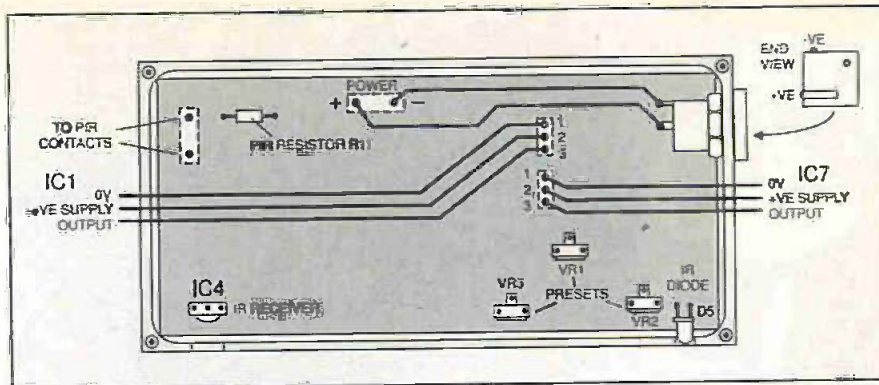 -VE
END
VIEW
+VE
POWER
+ -
TO PIR
CONTACTS
PIR RESISTOR R11
1
2
3
IC1
0V
+VE SUPPLY
OUTPUT
1
2
3
IC7
0V
+VE SUPPLY
OUTPUT
VR1
IR
DIODE
IC4
IR RECEIVER
VR3
PRESETS
VR2
D5